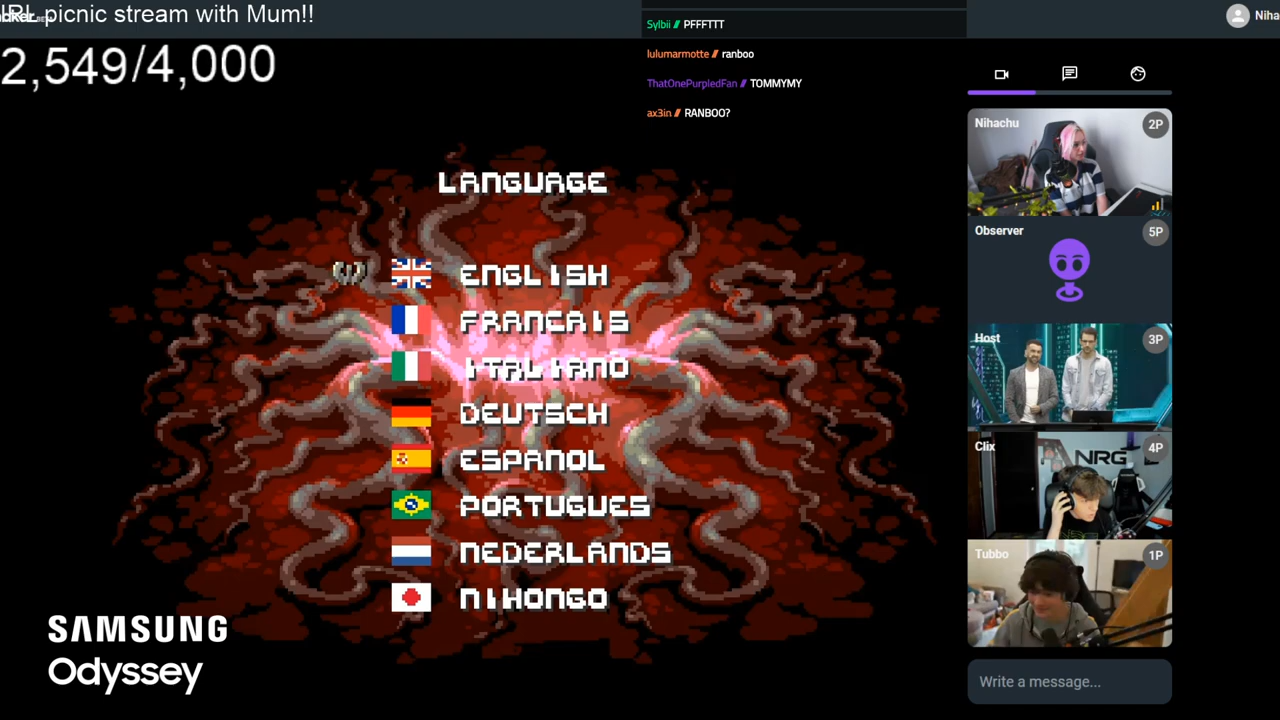 IRL picnic stream with Mum!!
2,549/4,000
Sylbii // PFFFTTT
lulumarmotte // ranboo
ThatOnePurpledFan // TOMMYMY
ax3in // RANBOO?
Niha
Nihachu 2P
Observer 5P
Host 3P
Clix 4P
NRG
Tubbo 1P
Write a message...
LANGUAGE
ENGLISH
FRANCAIS
ITALIANO
DEUTSCH
ESPANOL
PORTUGUES
NEDERLANDS
NIHONGO
SAMSUNG
Odyssey